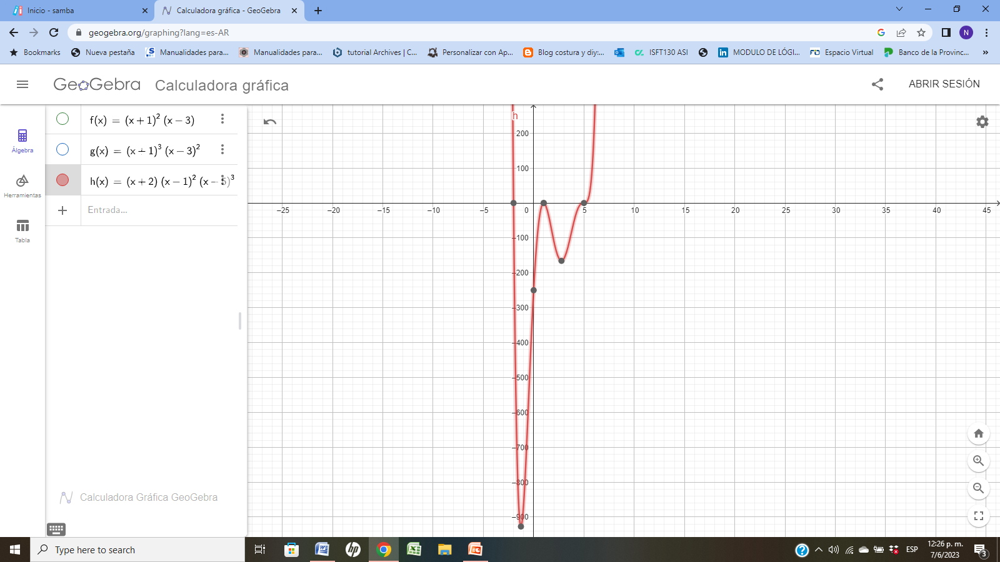 Inicio - samba
Calculadora gráfica - GeoGebra
geogebra.org/graphing?lang=es-AR
N
Bookmarks
Nueva pestaña
Manualidades para...
Manualidades para...
tutorial Archives | C...
Personalizar con Ap...
Blog costura y diy:...
ISFT130 ASI
MODULO DE LÓGI...
Espacio Virtual
Banco de la Provinc...
»
GeoGebra
Calculadora gráfica
ABRIR SESIÓN
Álgebra
Herramientas
Tabla
f(x) = (x + 1)² (x − 3)
g(x) = (x + 1)³ (x − 3)²
h(x) = (x + 2) (x − 1)² (x − 5)³
Entrada...
Calculadora Gráfica GeoGebra
h
200
100
−25 −20 −15 −10 −5 0 5 10 15 20 25 30 35 40 45
−100
−200
−300
−400
−500
−600
−700
−800
−900
Type here to search
hp
ESP
12:26 p. m.
7/6/2023
3